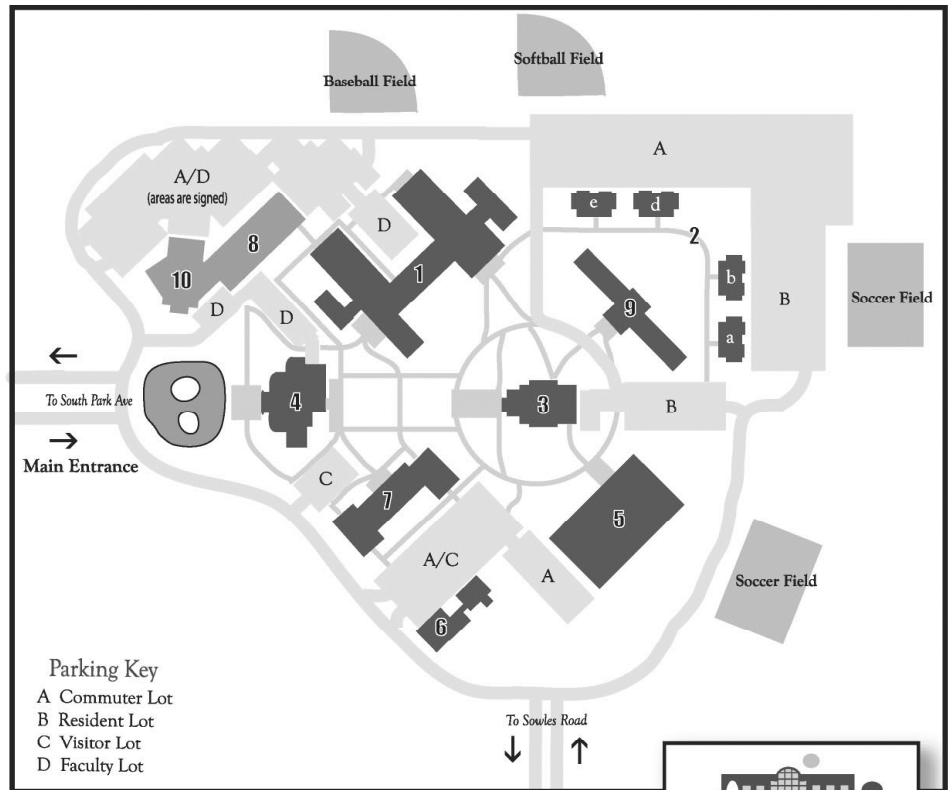 Softball Field
Baseball Field
A
A/D
(areas are signed)
e
d
D
2
8
1
b
10
9
B
Soccer Field
D
D
a
To South Park Ave
4
3
B
Main Entrance
C
7
5
A/C
A
Soccer Field
6
Parking Key
A Commuter Lot
B Resident Lot
C Visitor Lot
D Faculty Lot
To Sowles Road